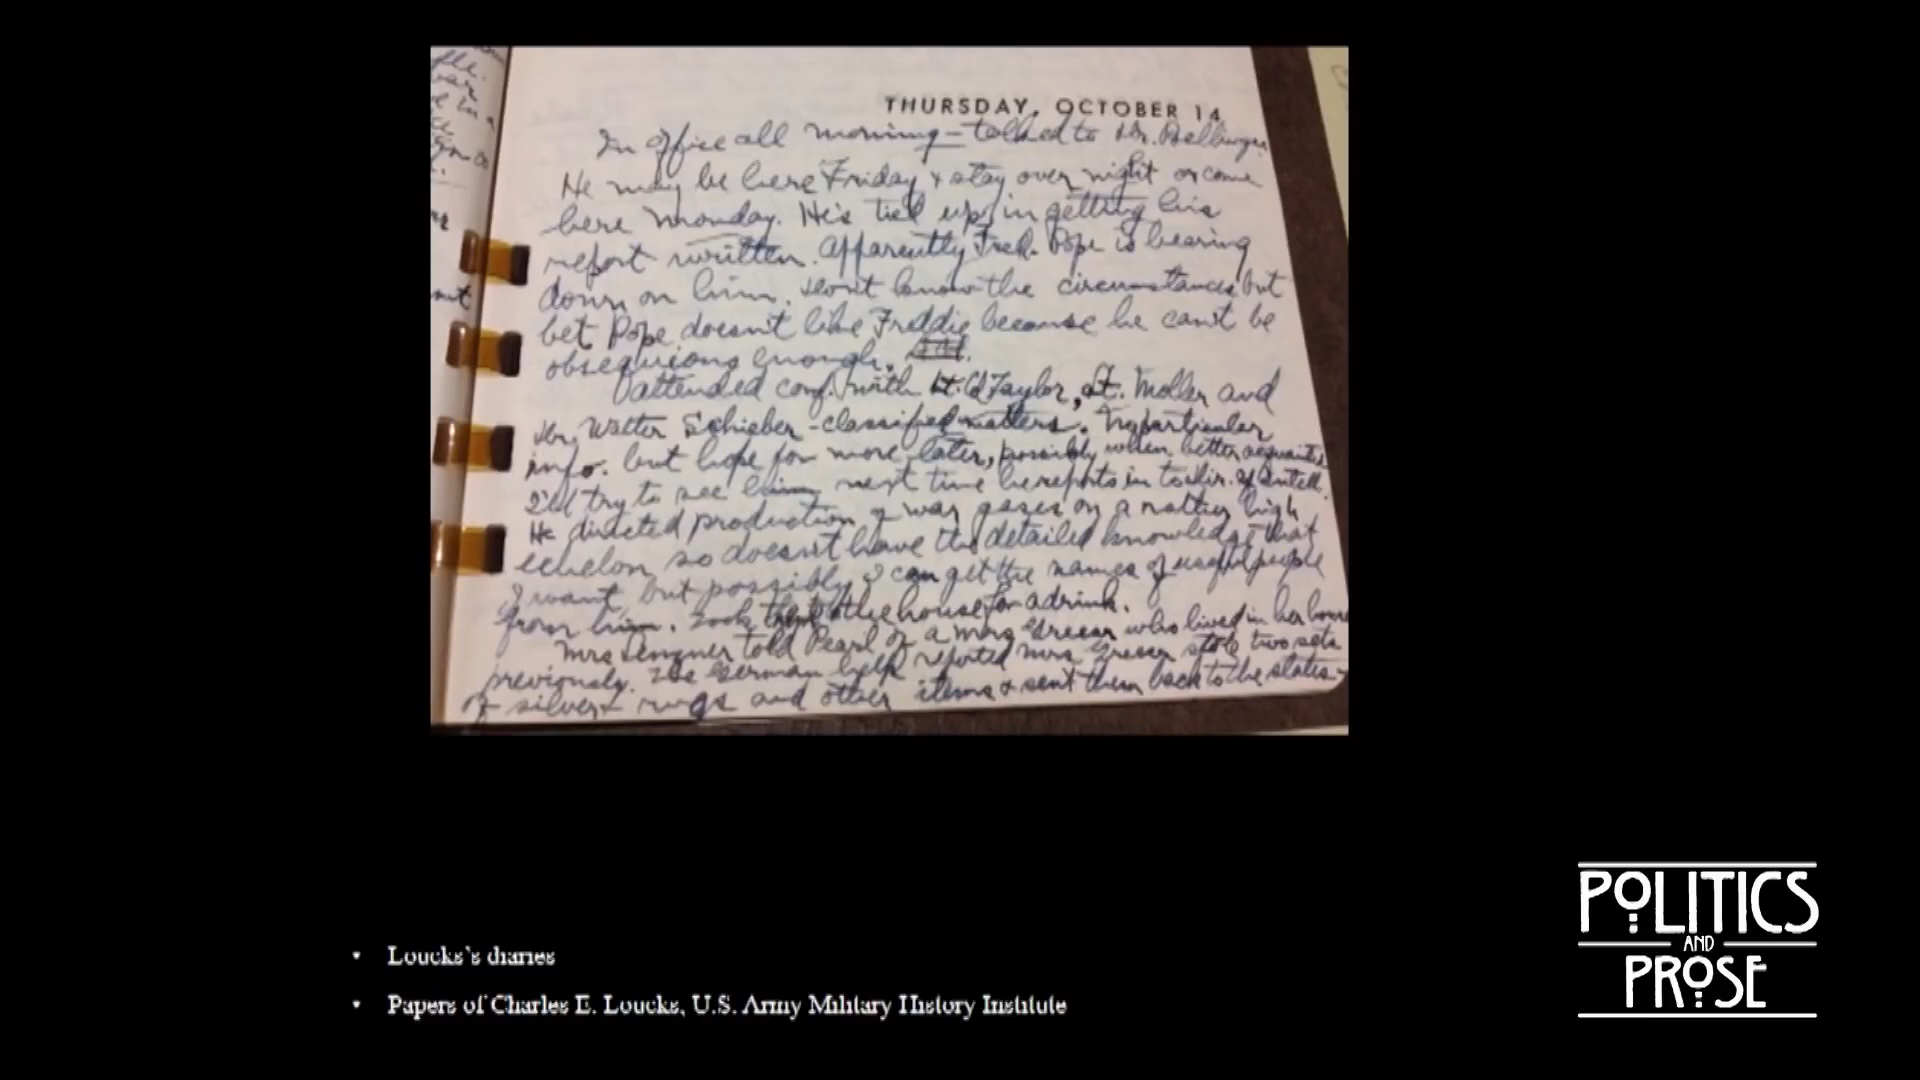 THURSDAY, OCTOBER 14
In office all morning - talked to Dr.
He may be here Friday & stay over night or come
here Monday. He's tied up in getting his
report written. Apparently Fred. Pope is bearing
down on him. Don't know the circumstances but
bet Pope doesn't like Freddie because he can't be
obsequious enough.
Attended conf. with Lt. Col Taylor, Lt. Moller and
Dr. Walter Schieber - classified matters. No particular
info. but hope for more later, possibly when better acquainted
I'll try to see him next time he reports in to Dir. of Intell.
He directed production of war gases on a rather high
echelon so doesn't have the detailed knowledge that
I want but possibly I can get the names of useful people
from him. Took to the house for a drink.
Mrs told Pearl of a Mrs who lived in her house
previously. The German help reported Mrs stole two sets
of silver & rugs and other items & sent them back to the states -
• Loucks's diaries
• Papers of Charles E. Loucks, U.S. Army Military History Institute
POLITICS
AND
PROSE